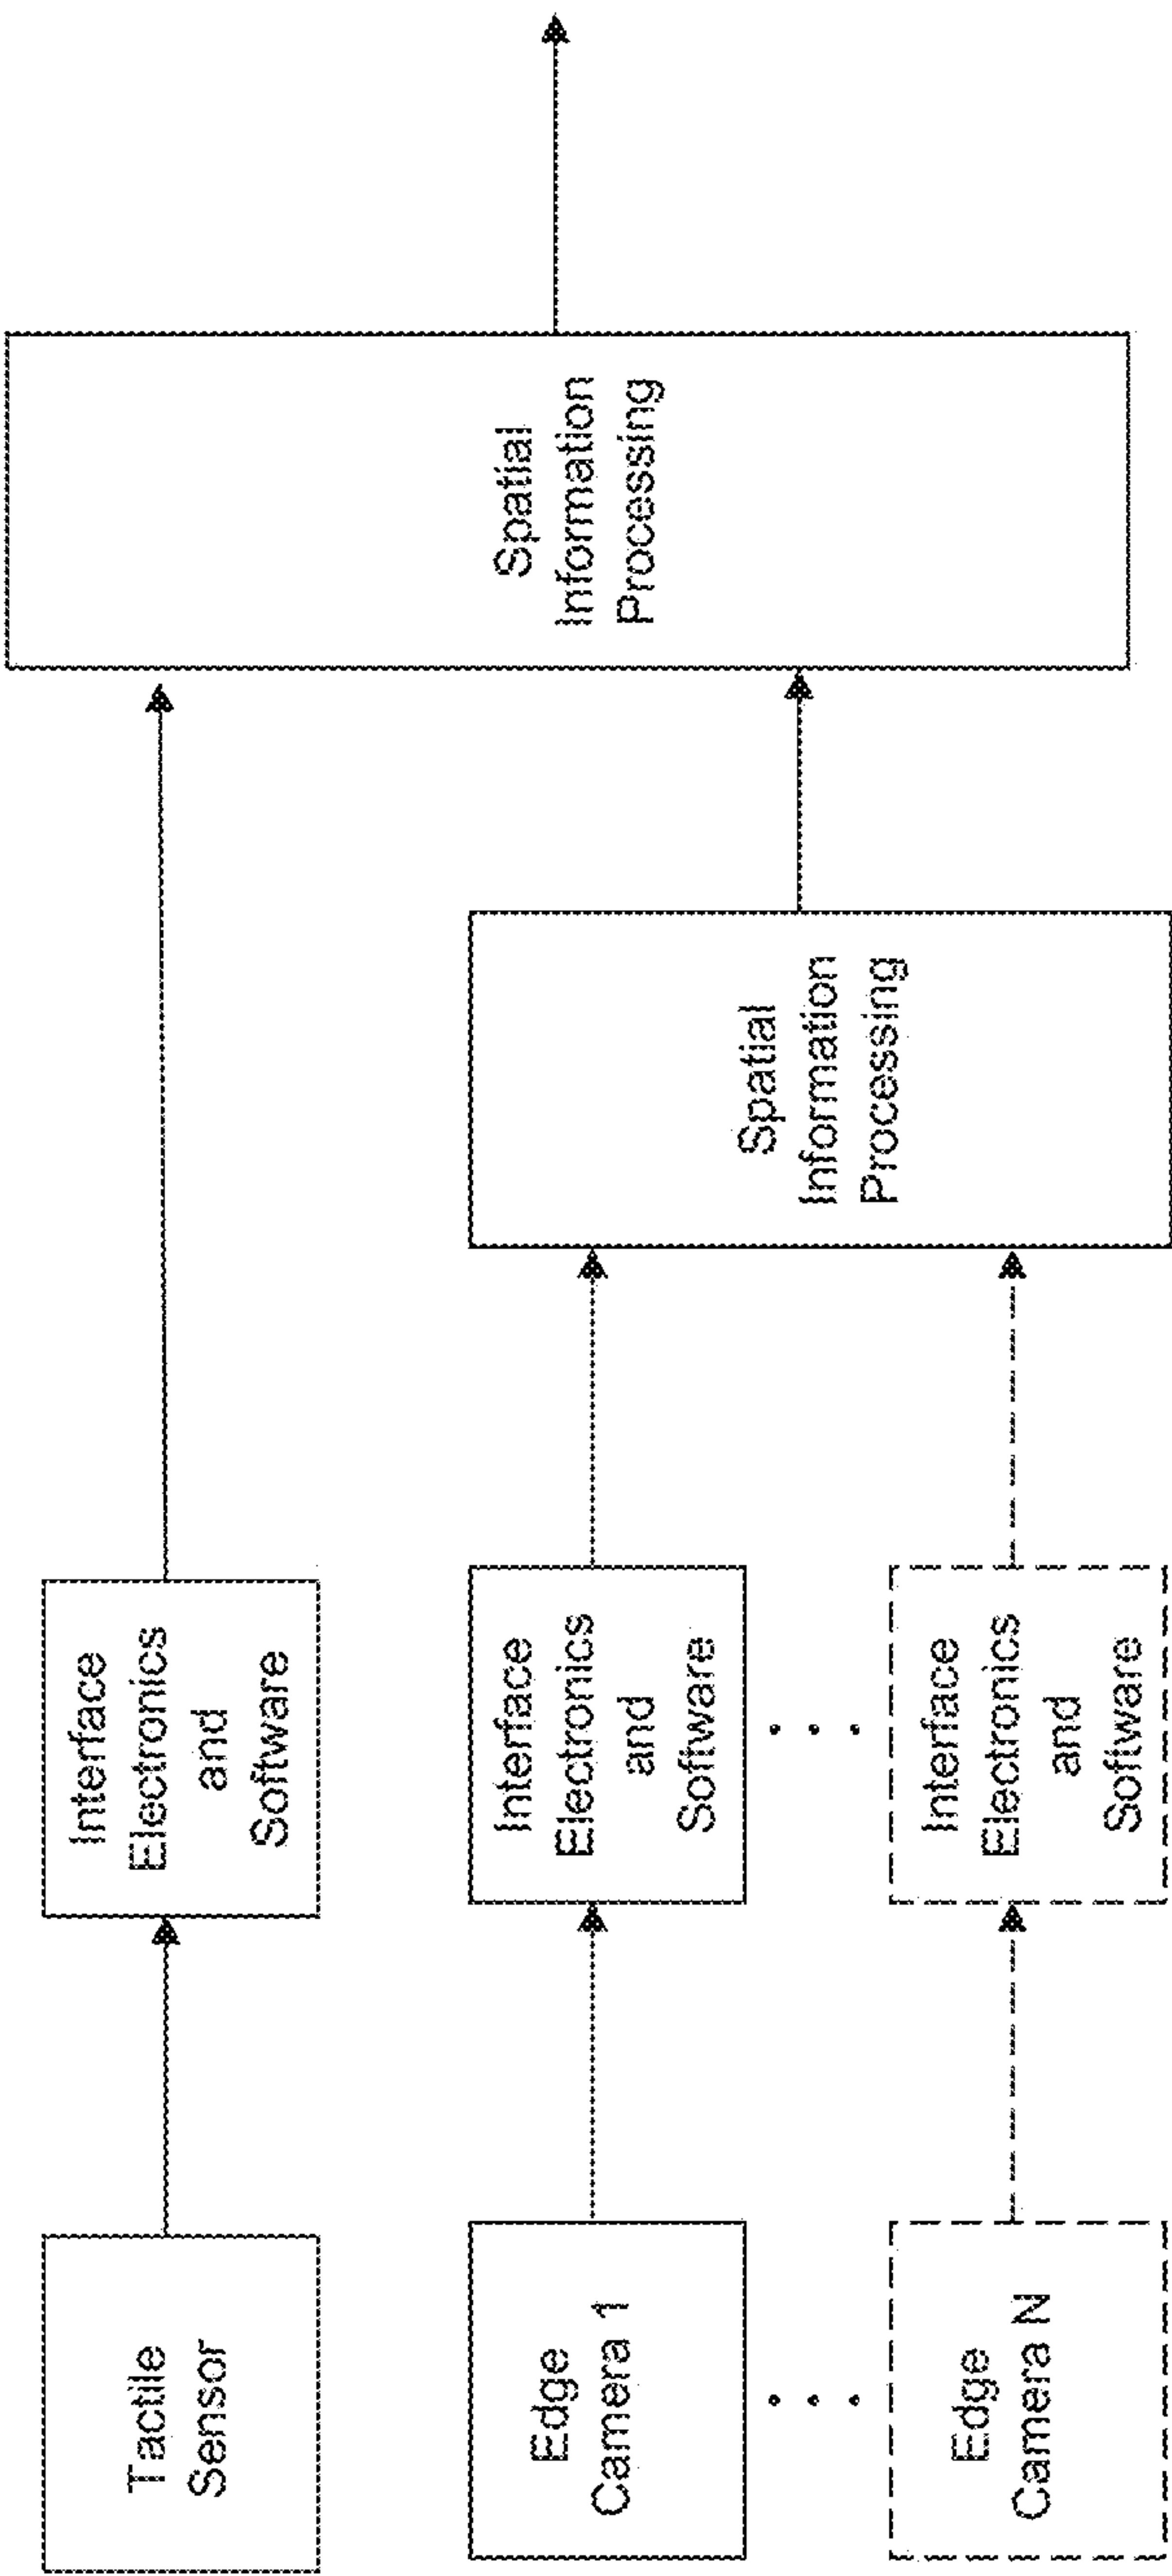 Tactile
Sensor
Interface
Electronics
and
Software
Edge
Camera 1
Interface
Electronics
and
Software
Spatial
Information
Processing
Spatial
Information
Processing
. . .
. . .
Edge
Camera N
Interface
Electronics
and
Software